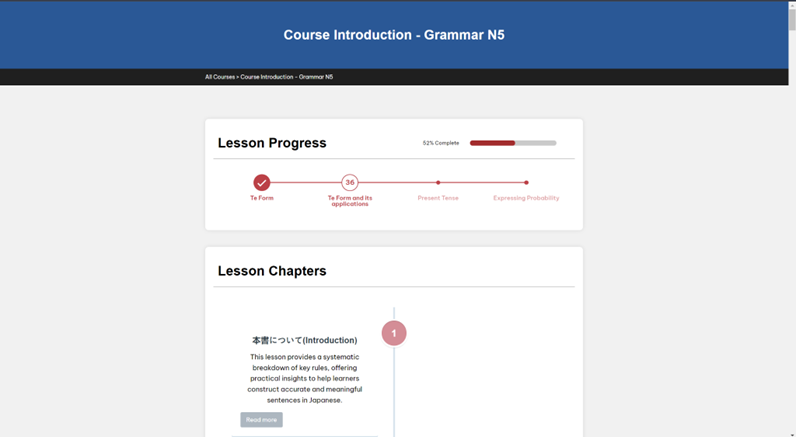 Course Introduction - Grammar N5
All Courses > Course Introduction - Grammar N5
Lesson Progress
52% Complete
36
Te Form
Te Form and its
applications
Present Tense
Expressing Probability
Lesson Chapters
1
本書について(Introduction)
This lesson provides a systematic
breakdown of key rules, offering
practical insights to help learners
construct accurate and meaningful
sentences in Japanese.
Read more